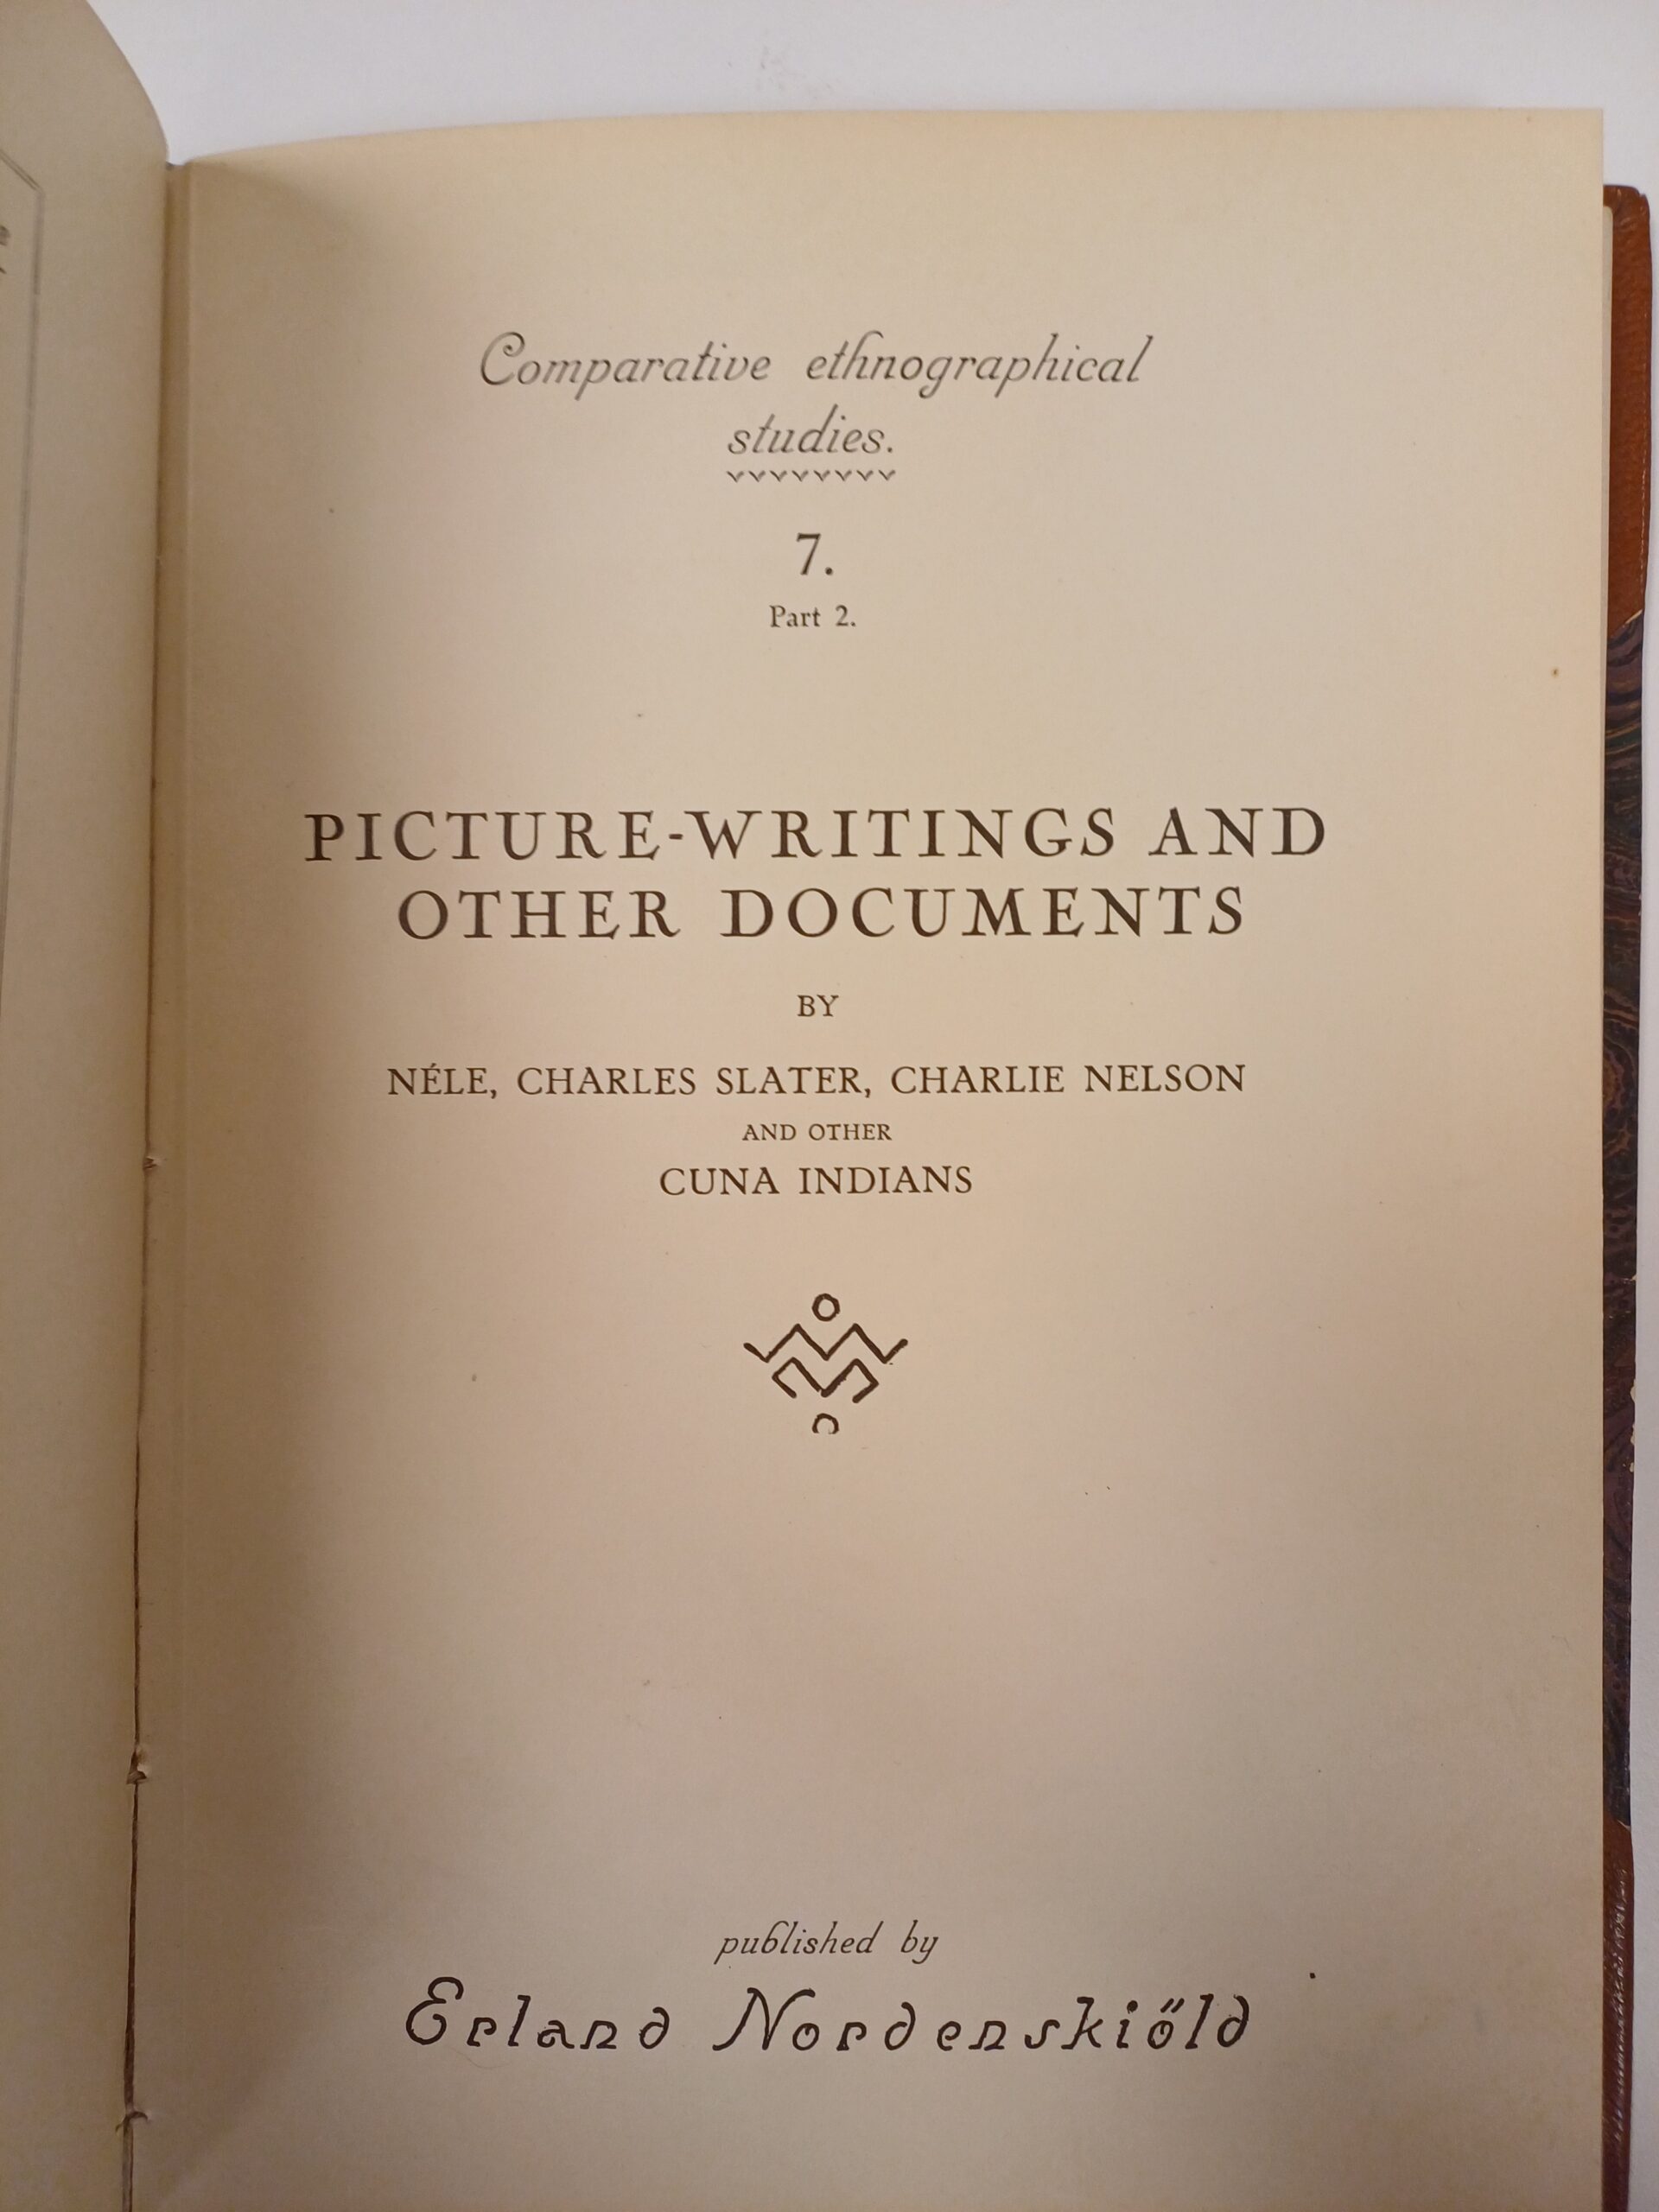 Comparative ethnographical
studies.
7.
Part 2.
PICTURE-WRITINGS AND
OTHER DOCUMENTS
BY
NÉLE, CHARLES SLATER, CHARLIE NELSON
AND OTHER
CUNA INDIANS
published by
Erland Nordenskiöld